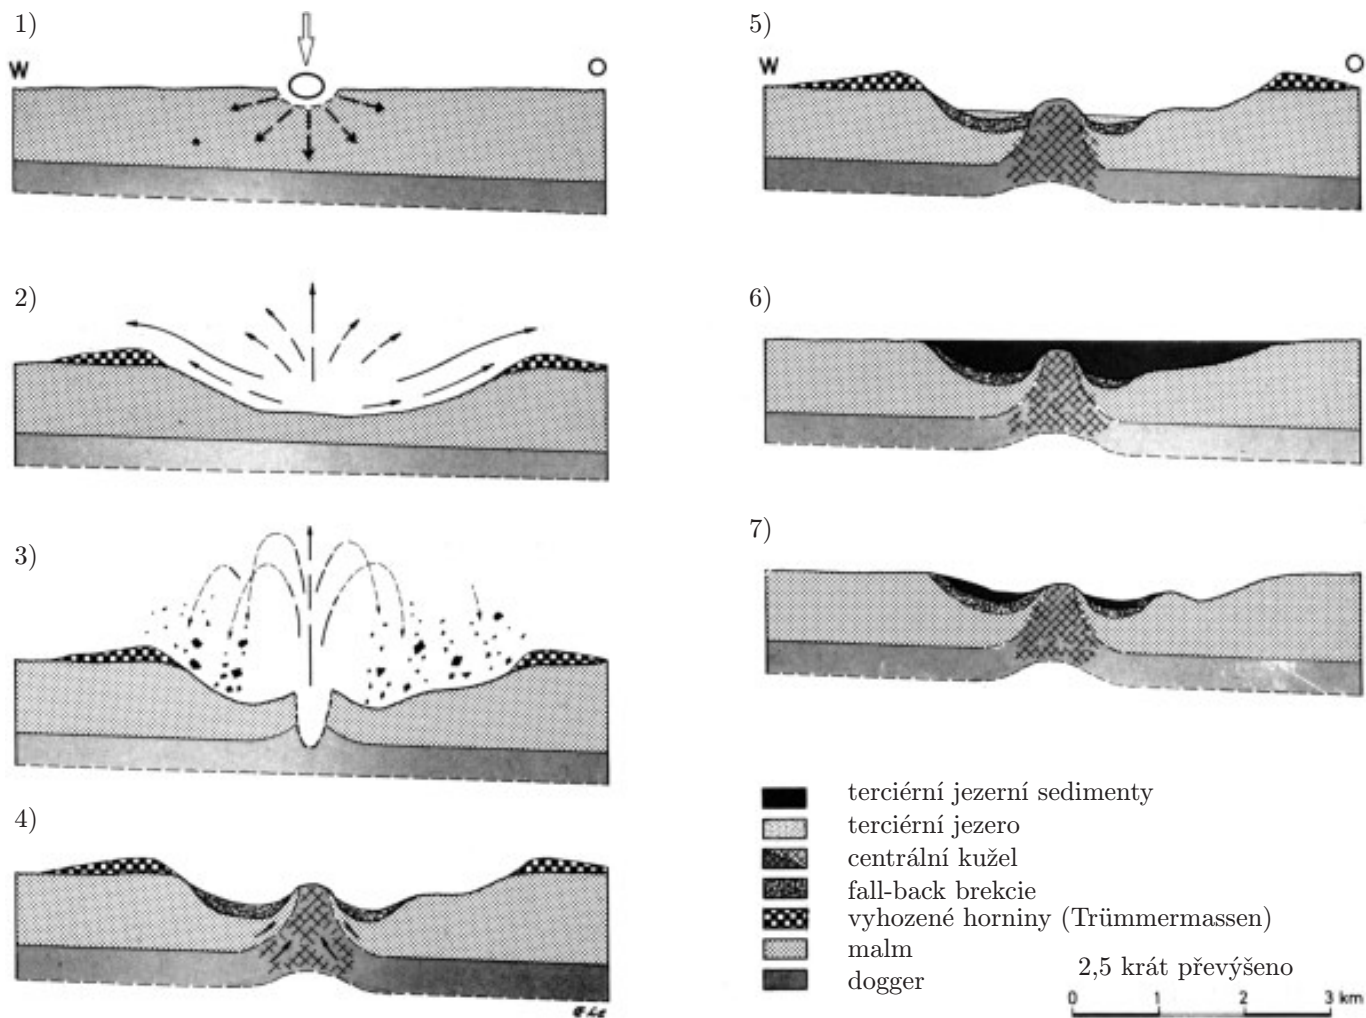 1)
W O
2)
3)
4)
5)
W O
6)
7)
terciérní jezerní sedimenty
terciérní jezero
centrální kužel
fall-back brekcie
vyhozené horniny (Trümmermassen)
malm
dogger
2,5 krát převýšeno
0 1 2 3 km